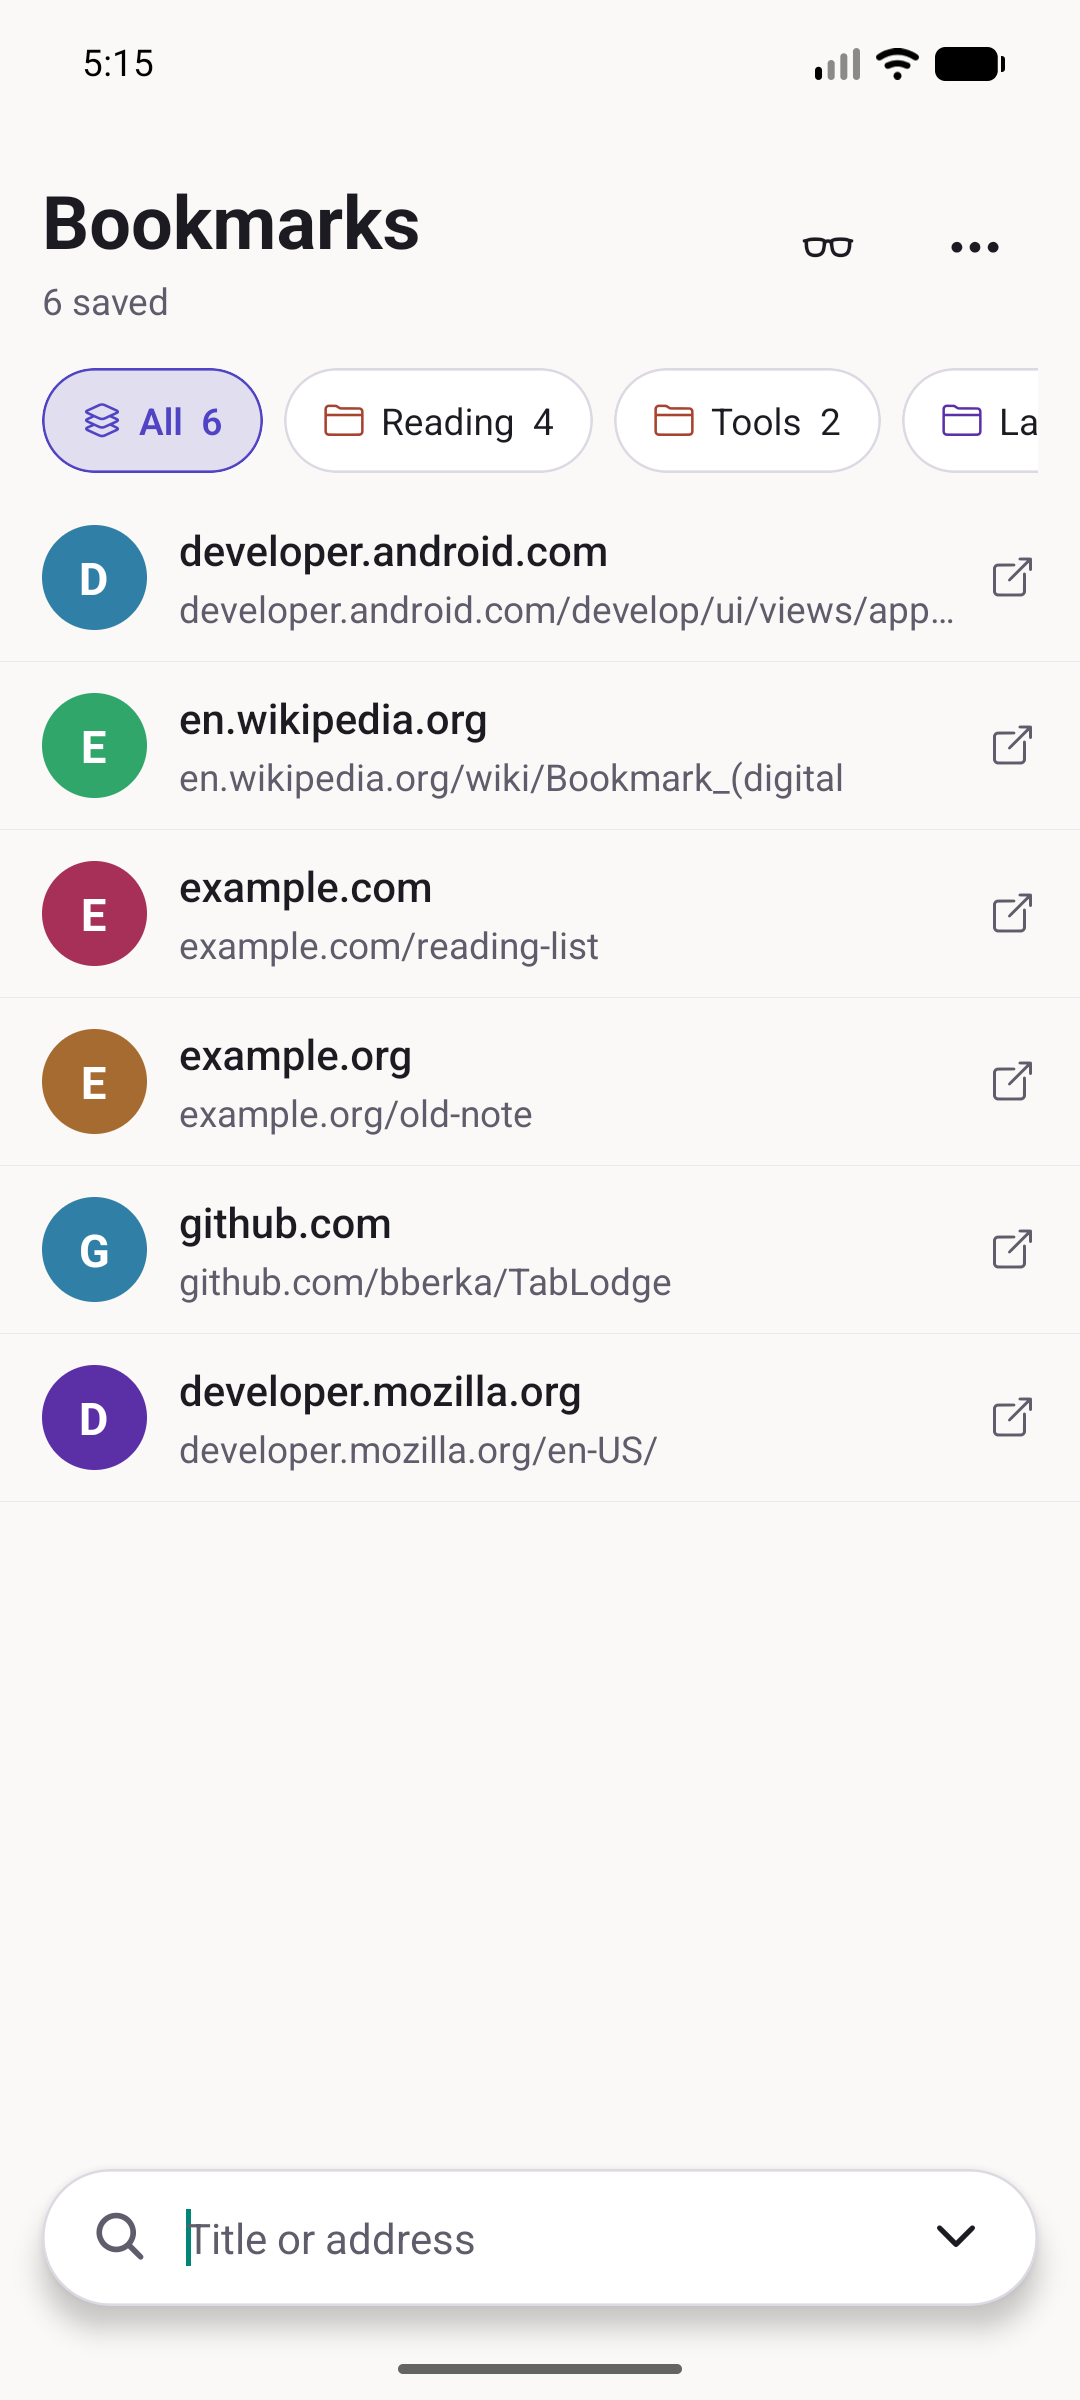 5:15
Bookmarks
6 saved
All 6
Reading 4
Tools 2
La
D
developer.android.com
developer.android.com/develop/ui/views/app...
E
en.wikipedia.org
en.wikipedia.org/wiki/Bookmark_(digital
E
example.com
example.com/reading-list
E
example.org
example.org/old-note
G
github.com
github.com/bberka/TabLodge
D
developer.mozilla.org
developer.mozilla.org/en-US/
Title or address